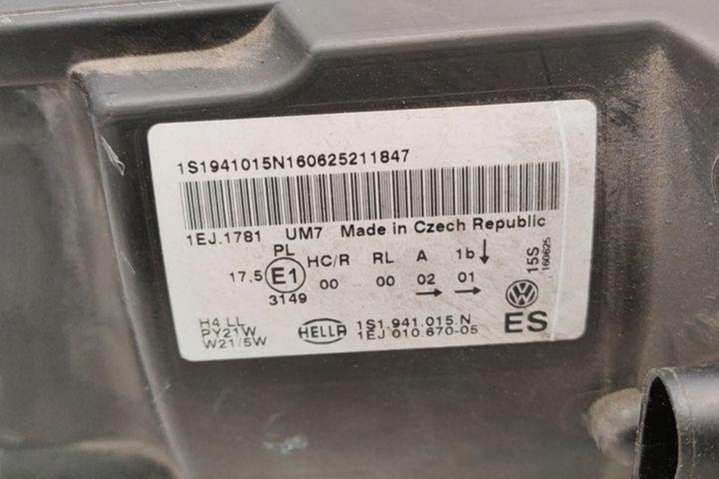 1S1941015N160625211847
1EJ.1781 UM7 Made in Czech Republic
PL HC/R RL A 1b
17,5 E1 00 00 02 01
3149
15S
160625
H4 LL
PY21W
W21/5W
HELLA
1S1.941.015.N
1EJ 010 670-05
VW
ES